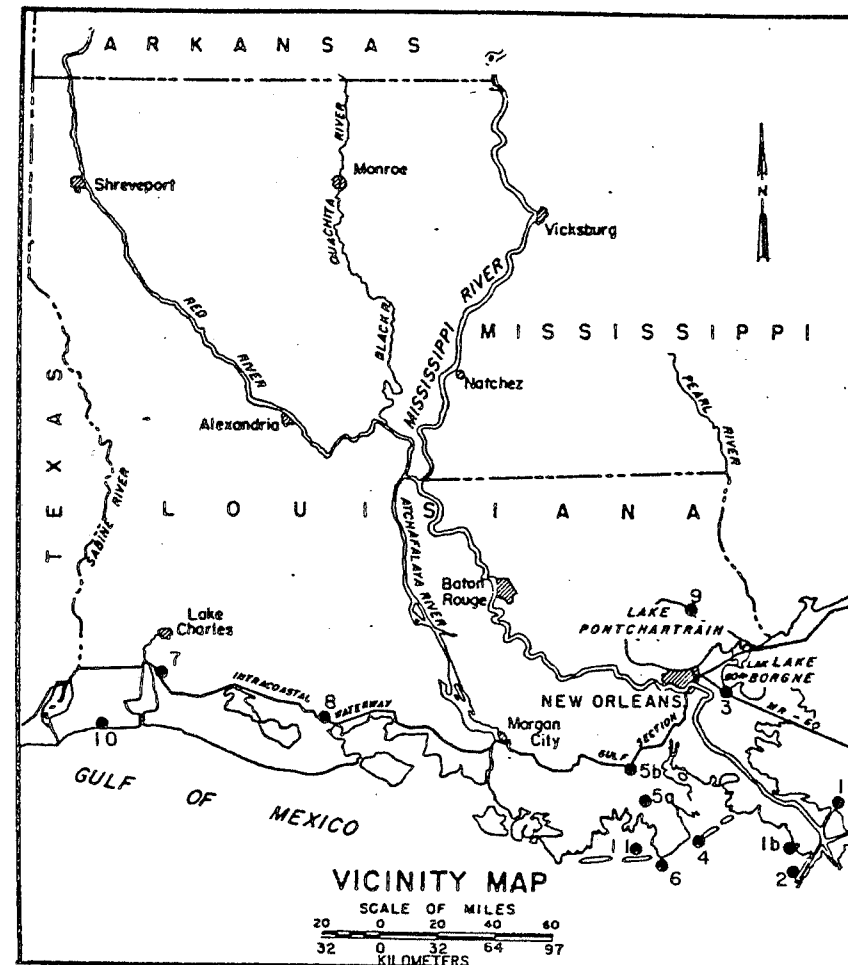 ARKANSAS
Shreveport
Monroe
OUACHITA RIVER
Vicksburg
N
RED RIVER
BLACK R.
MISSISSIPPI RIVER
MISSISSIPPI
Natchez
PEARL RIVER
Alexandria
TEXAS
SABINE RIVER
LOUISIANA
ATCHAFALAYA RIVER
Baton
Rouge
9
LAKE
PONTCHARTRAIN
Lake
Charles
LAKE
BORGNE
7
INTRACOASTAL WATERWAY
8
NEW ORLEANS
3
MR-GO
10
Morgan
City
GULF SECTION
GULF OF MEXICO
5b
5a
1
11
4
1b
6
2
VICINITY MAP
SCALE OF MILES
20 0 20 40 60
32 0 32 64 97
KILOMETERS